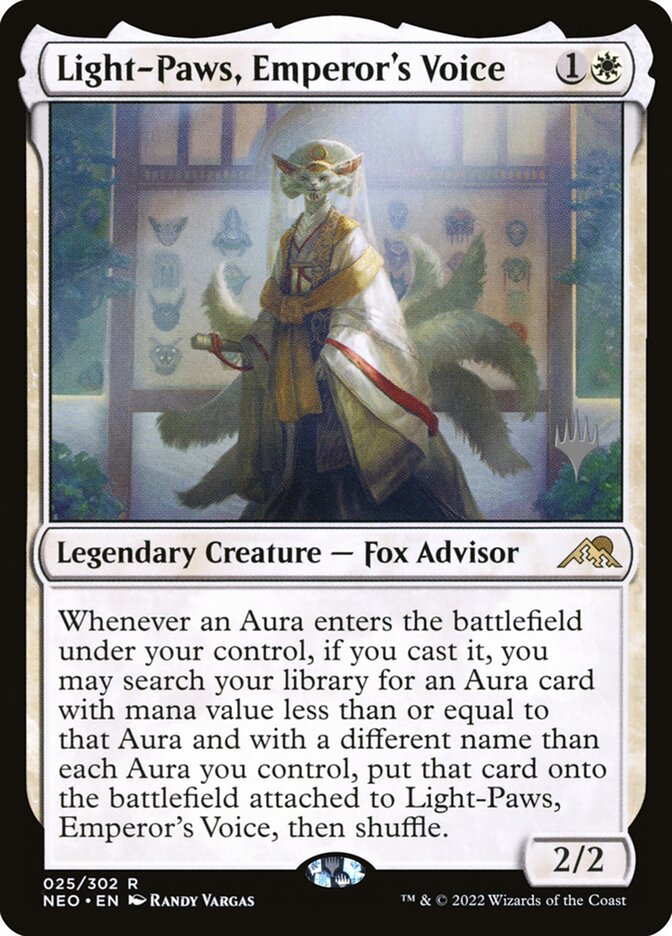 Light-Paws, Emperor's Voice 1
Legendary Creature — Fox Advisor
Whenever an Aura enters the battlefield
under your control, if you cast it, you
may search your library for an Aura card
with mana value less than or equal to
that Aura and with a different name than
each Aura you control, put that card onto
the battlefield attached to Light-Paws,
Emperor's Voice, then shuffle.
2/2
025/302 R
NEO • EN Randy Vargas
™ & © 2022 Wizards of the Coast